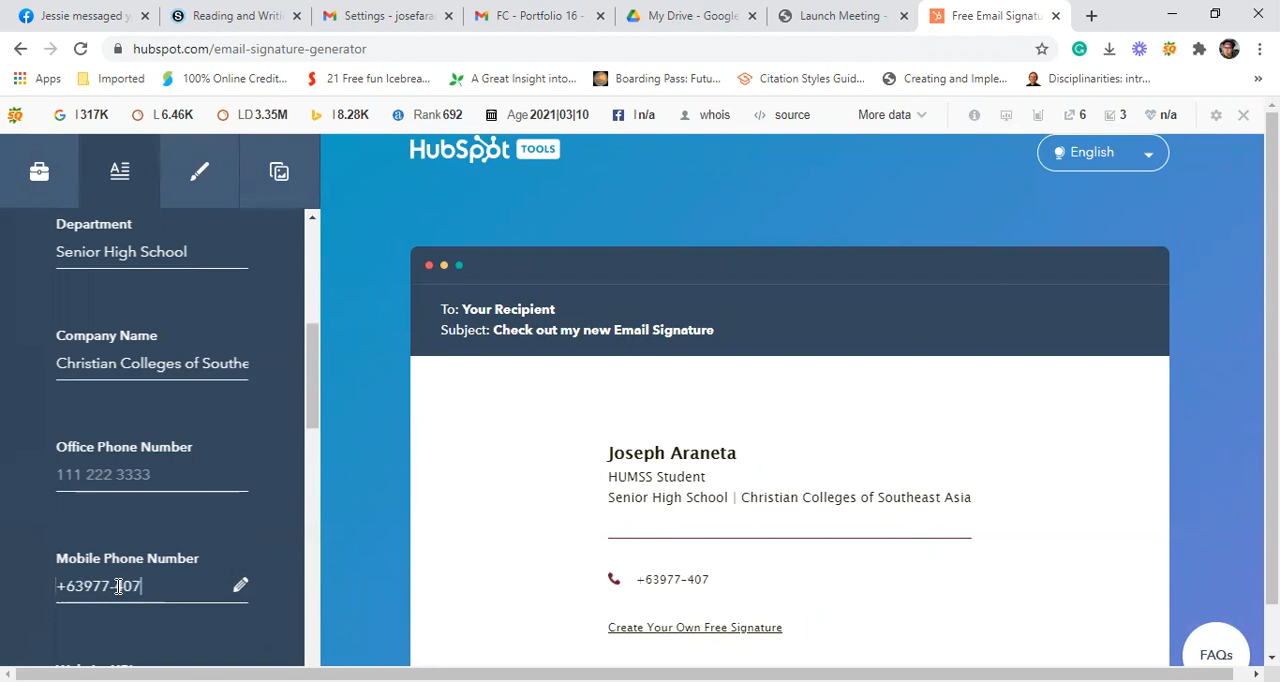 Jessie messaged y
Reading and Writi
Settings - josefara
FC - Portfolio 16 -
My Drive - Google
Launch Meeting -
Free Email Signatu
hubspot.com/email-signature-generator
Apps
Imported
100% Online Credit...
21 Free fun Icebrea...
A Great Insight into...
Boarding Pass: Futu...
Citation Styles Guid...
Creating and Imple...
Disciplinarities: intr...
»
I 317K
L 6.46K
LD 3.35M
I 8.28K
Rank 692
Age 2021|03|10
I n/a
whois
source
More data
6
3
n/a
HubSpot TOOLS
English
Department
Senior High School
Company Name
Christian Colleges of Southe
Office Phone Number
111 222 3333
Mobile Phone Number
+63977-407
To: Your Recipient
Subject: Check out my new Email Signature
Joseph Araneta
HUMSS Student
Senior High School | Christian Colleges of Southeast Asia
+63977-407
Create Your Own Free Signature
FAQs